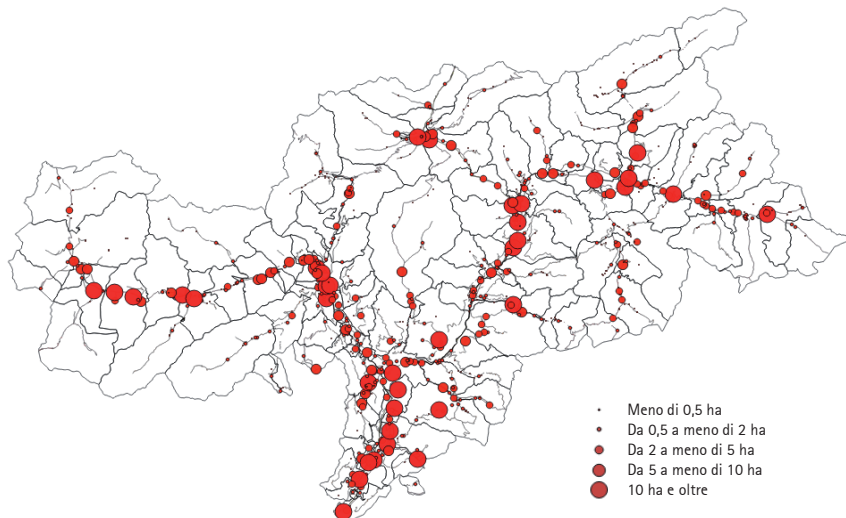 Meno di 0,5 ha
Da 0,5 a meno di 2 ha
Da 2 a meno di 5 ha
Da 5 a meno di 10 ha
10 ha e oltre